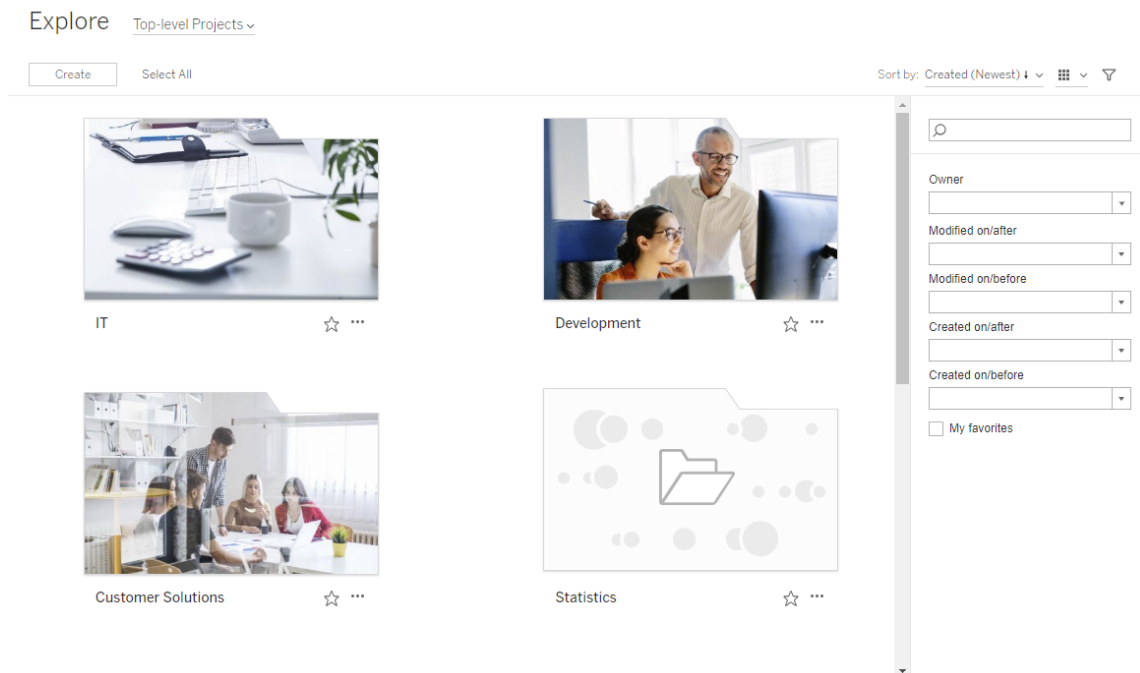 Explore Top-level Projects
Create Select All Sort by: Created (Newest)
IT
Development
Customer Solutions
Statistics
Owner
Modified on/after
Modified on/before
Created on/after
Created on/before
My favorites